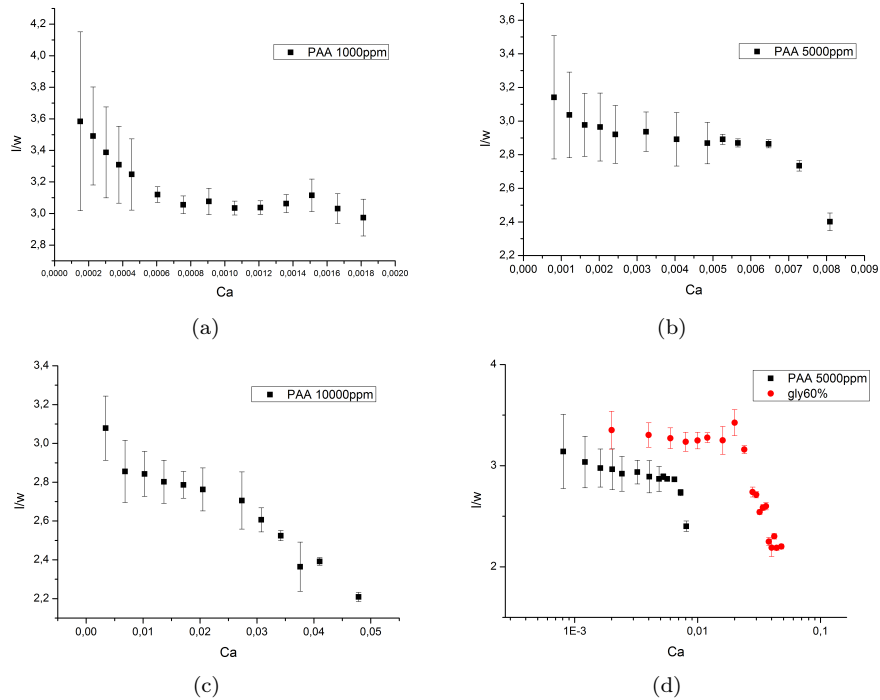 4,2
4,0
3,8
3,6
3,4
3,2
3,0
2,8
l/w
PAA 1000ppm
0,0000 0,0002 0,0004 0,0006 0,0008 0,0010 0,0012 0,0014 0,0016 0,0018 0,0020
Ca
(a)
3,6
3,4
3,2
3,0
2,8
2,6
2,4
2,2
l/w
PAA 5000ppm
0,000 0,001 0,002 0,003 0,004 0,005 0,006 0,007 0,008 0,009
Ca
(b)
3,4
3,2
3,0
2,8
2,6
2,4
2,2
l/w
PAA 10000ppm
0,00 0,01 0,02 0,03 0,04 0,05
Ca
(c)
4
3
2
l/w
PAA 5000ppm
gly60%
1E-3 0,01 0,1
Ca
(d)